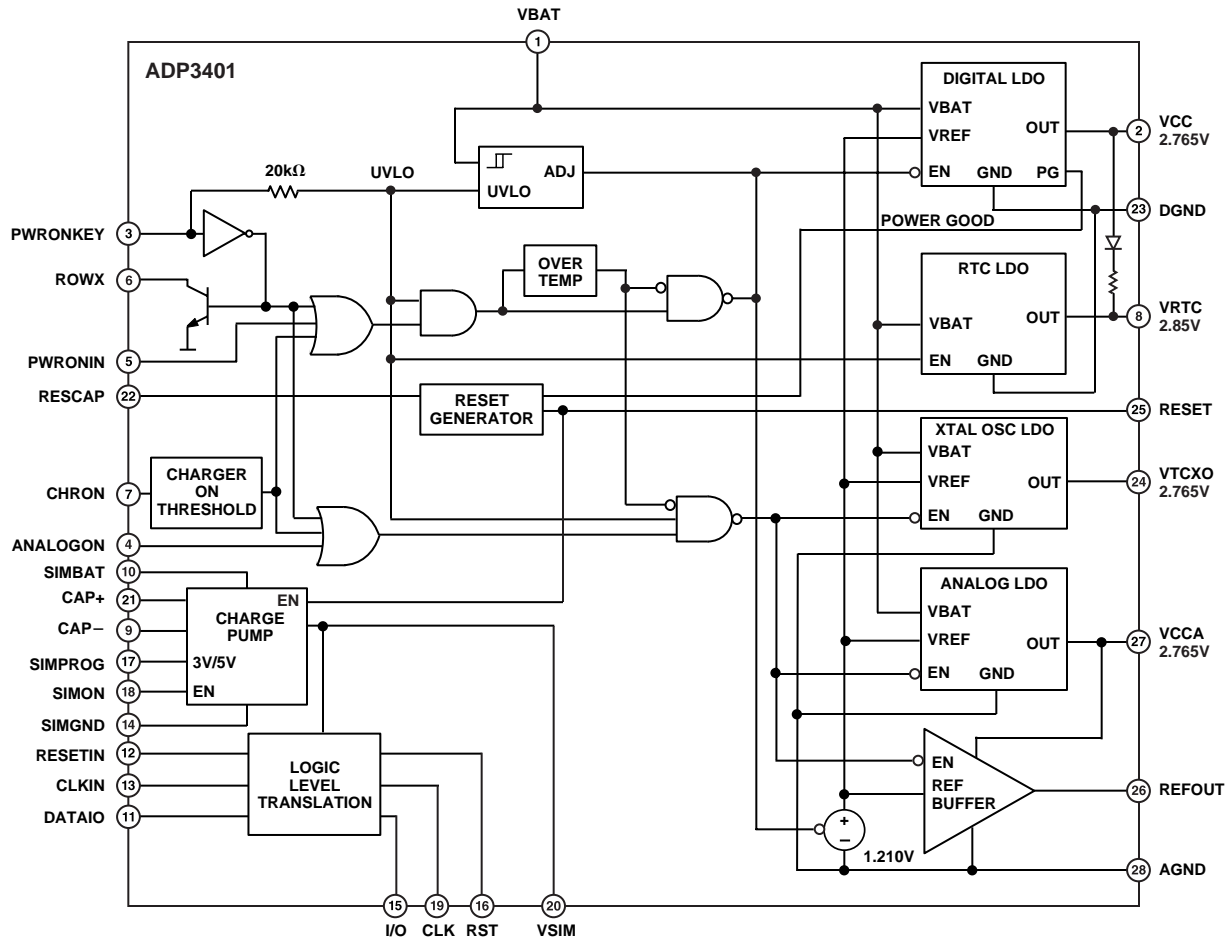 VBAT
1
ADP3401
DIGITAL LDO
VBAT
VREF
OUT
EN
GND
PG
2
VCC
2.765V
20kΩ
UVLO
UVLO
ADJ
3
PWRONKEY
POWER GOOD
23
DGND
6
ROWX
OVER
TEMP
RTC LDO
VBAT
OUT
EN
GND
8
VRTC
2.85V
5
PWRONIN
22
RESCAP
RESET
GENERATOR
25
RESET
XTAL OSC LDO
VBAT
VREF
OUT
EN
GND
24
VTCXO
2.765V
7
CHRON
CHARGER
ON
THRESHOLD
4
ANALOGON
10
SIMBAT
21
CAP+
9
CAP−
17
SIMPROG
18
SIMON
14
SIMGND
EN
CHARGE
PUMP
3V/5V
EN
ANALOG LDO
VBAT
VREF
OUT
EN
GND
27
VCCA
2.765V
12
RESETIN
13
CLKIN
11
DATAIO
LOGIC
LEVEL
TRANSLATION
EN
REF
BUFFER
26
REFOUT
+
−
1.210V
28
AGND
15
19
16
20
I/O
CLK
RST
VSIM